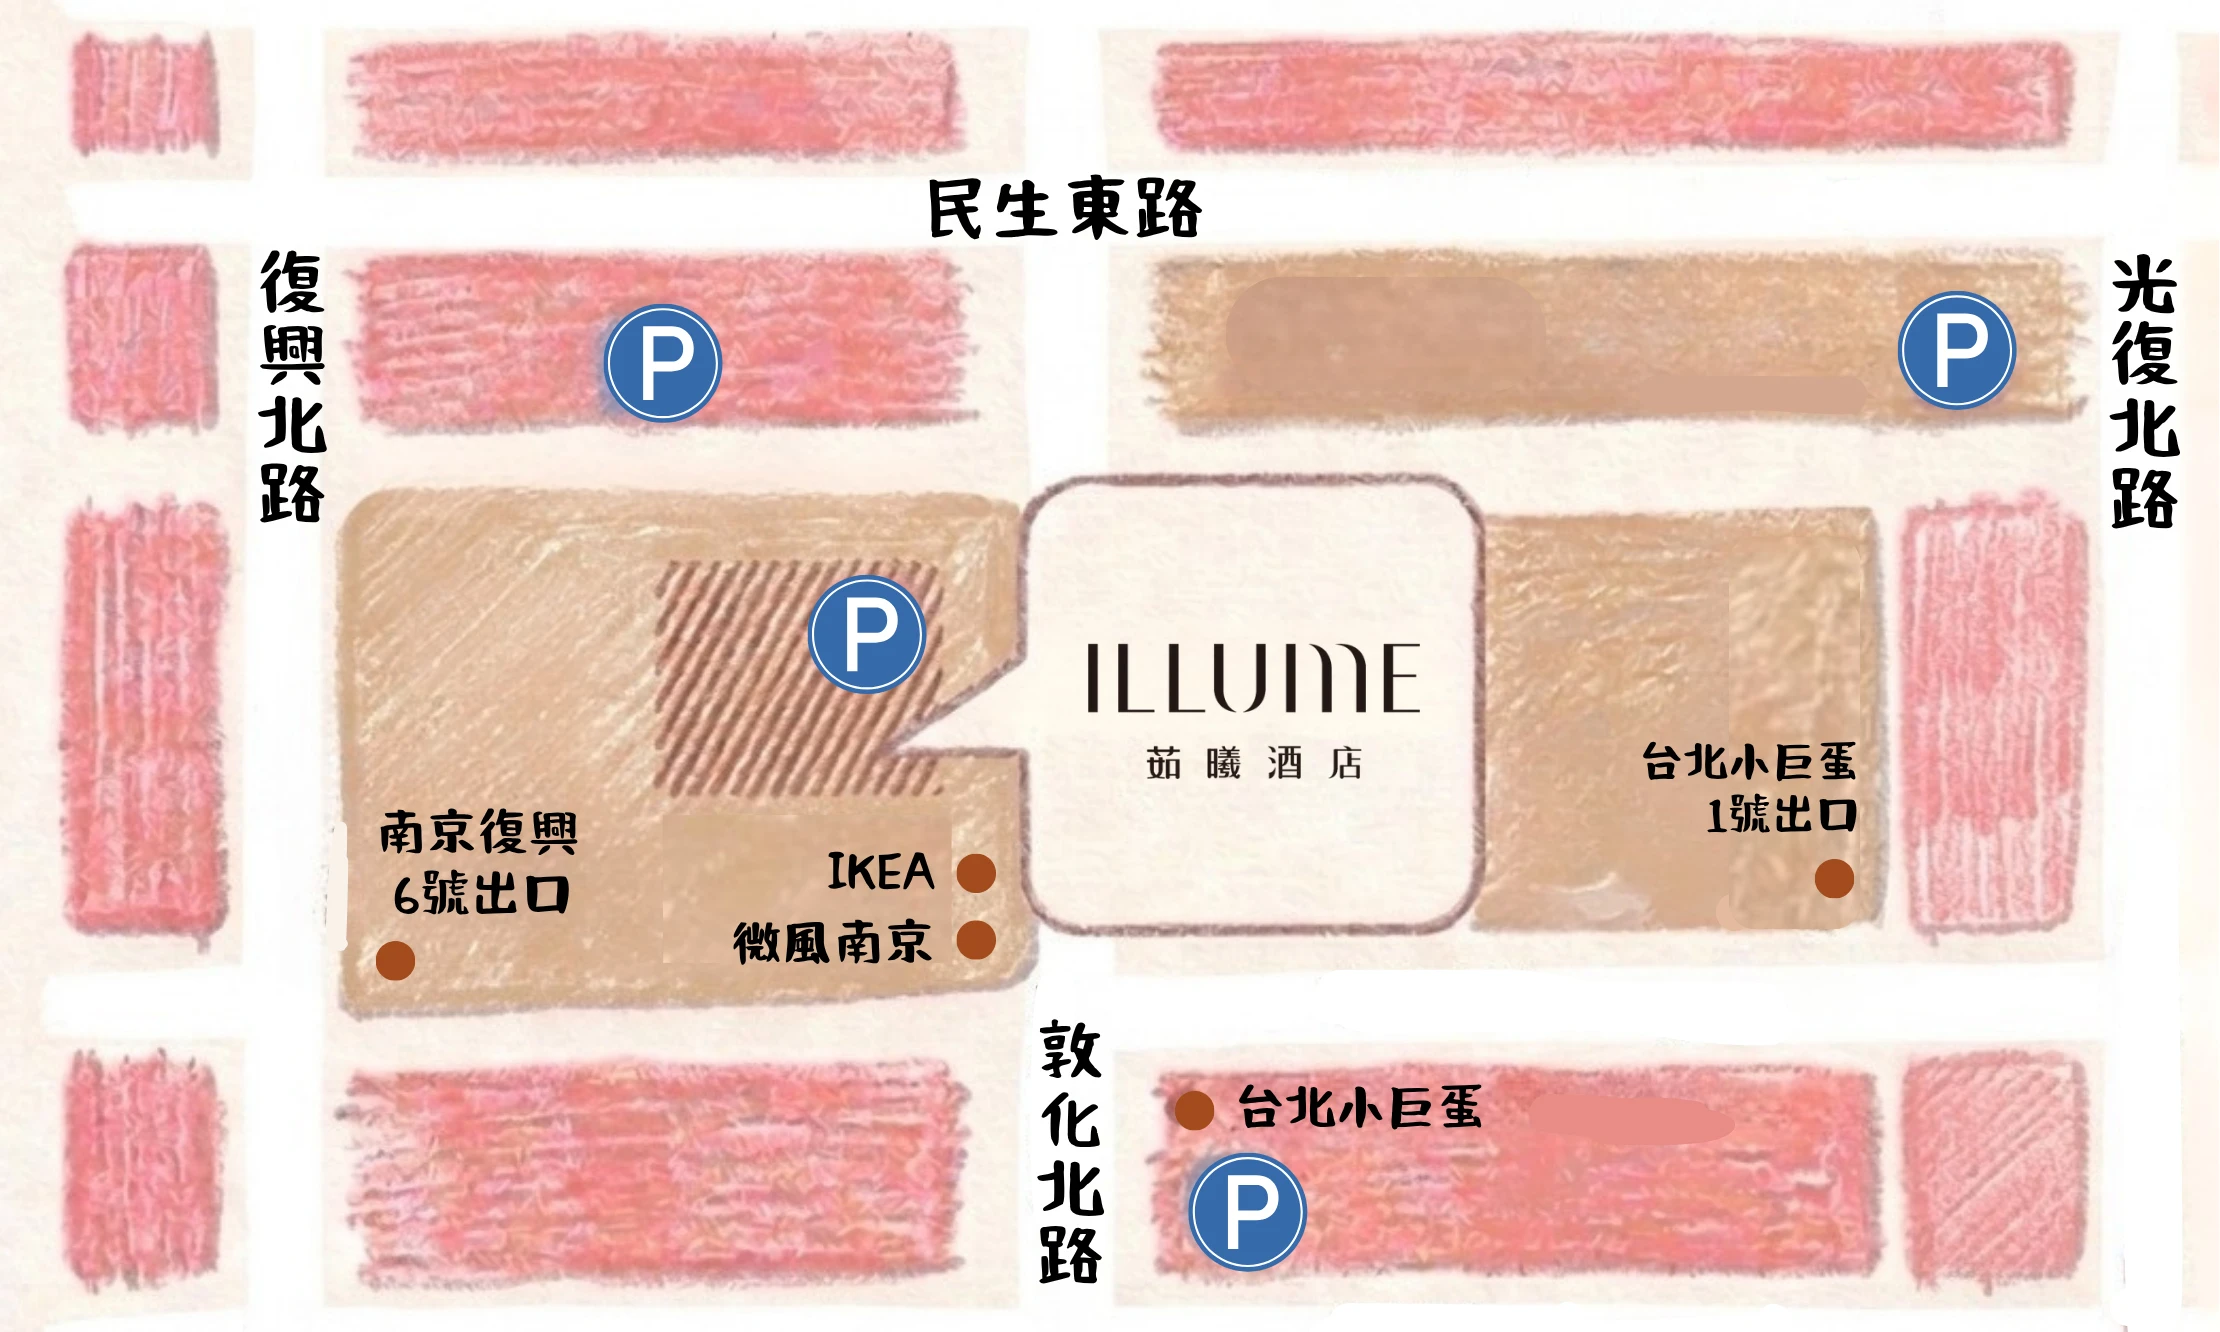 民生東路
復興北路
光復北路
P
P
P
ILLUME
茹曦酒店
台北小巨蛋
1號出口
南京復興
6號出口
IKEA
微風南京
敦化北路
台北小巨蛋
P